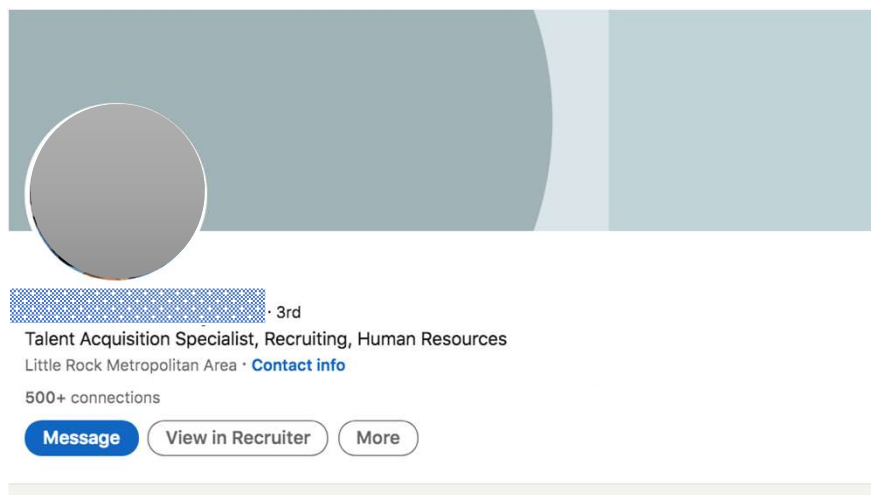 · 3rd
Talent Acquisition Specialist, Recruiting, Human Resources
Little Rock Metropolitan Area · Contact info
500+ connections
Message View in Recruiter More